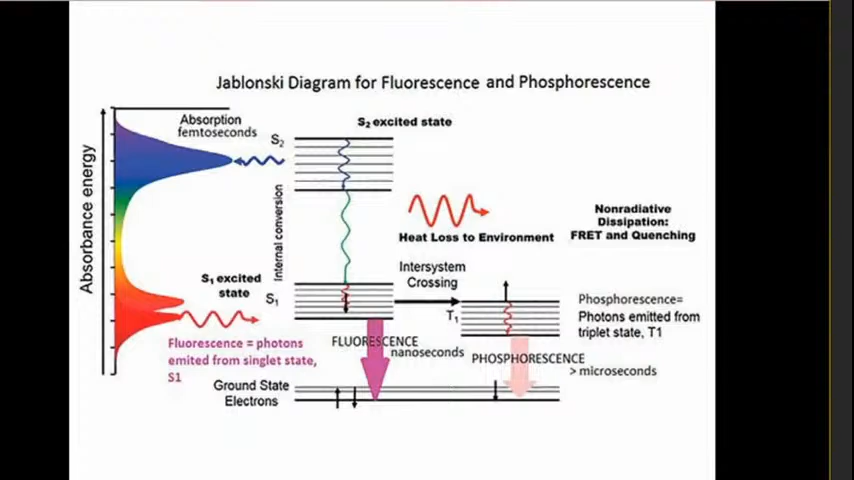 Jablonski Diagram for Fluorescence and Phosphorescence
Absorption
femtoseconds
S2
S2 excited state
Absorbance energy
Internal conversion
Heat Loss to Environment
Nonradiative
Dissipation:
FRET and Quenching
S1 excited
state
S1
Intersystem
Crossing
T1
Phosphorescence=
Photons emitted from
triplet state, T1
Fluorescence = photons
emited from singlet state,
S1
FLUORESCENCE
nanoseconds
PHOSPHORESCENCE
> microseconds
Ground State
Electrons